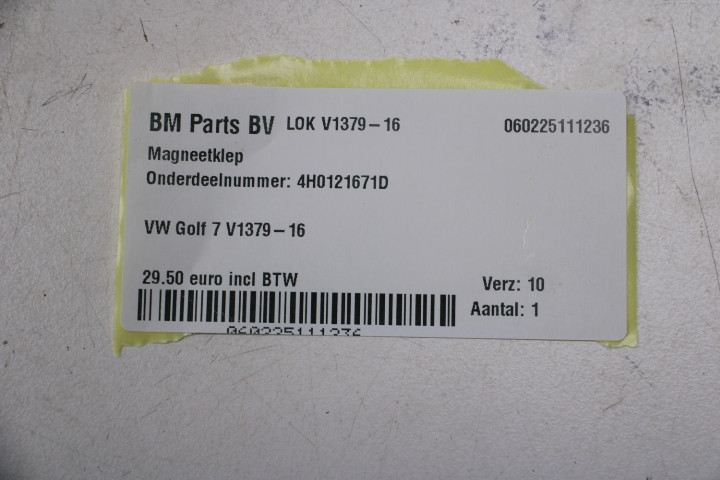 BM Parts BV LOK V1379-16 060225111236
Magneetklep
Onderdeelnummer: 4H0121671D
VW Golf 7 V1379-16
29.50 euro incl BTW Verz: 10
Aantal: 1
060225111236